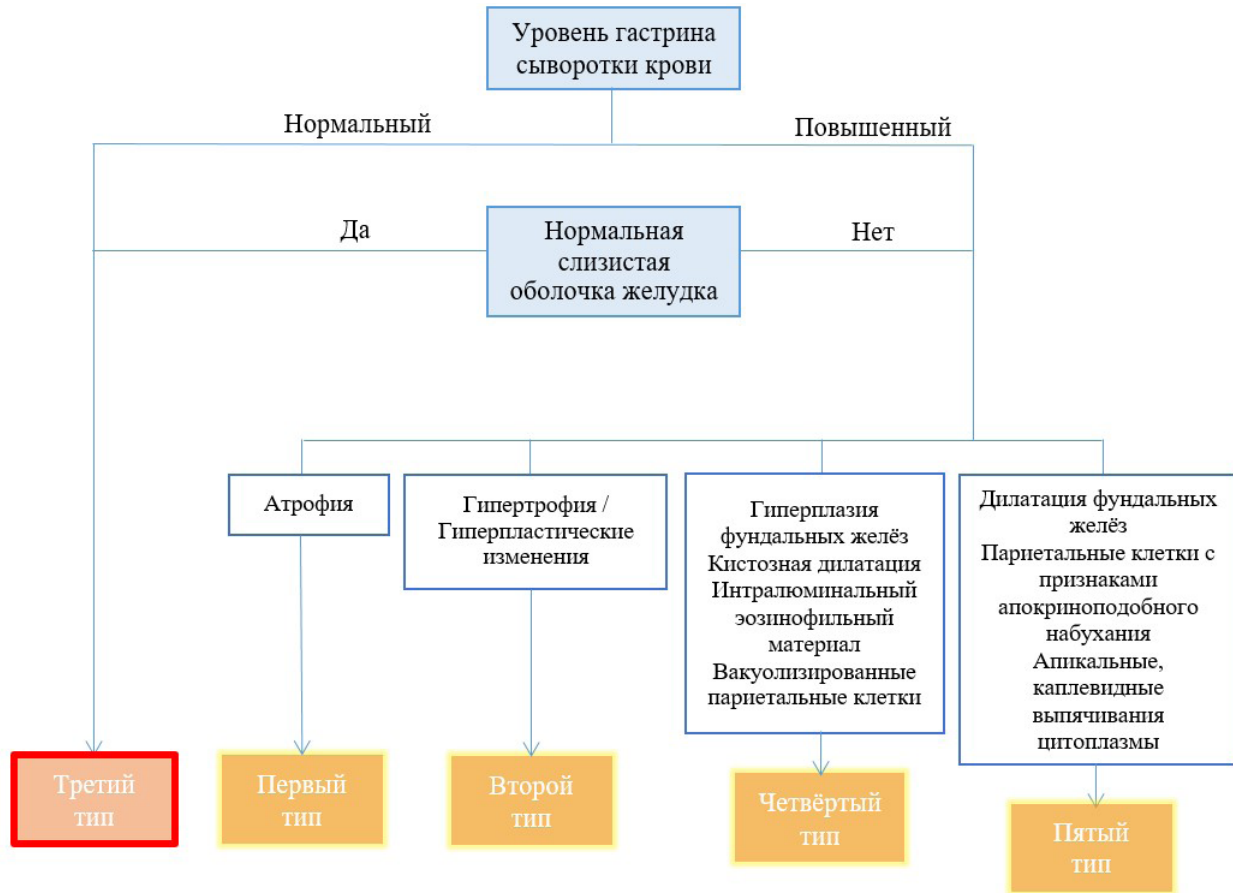 Уровень гастрина
сыворотки крови
Нормальный
Повышенный
Да
Нормальная
слизистая
оболочка желудка
Нет
Атрофия
Гипертрофия /
Гиперпластические
изменения
Гиперплазия
фундальных желёз
Кистозная дилатация
Интралюминальный
эозинофильный
материал
Вакуолизированные
париетальные клетки
Дилатация фундальных
желёз
Париетальные клетки с
признаками
апокриноподобного
набухания
Апикальные,
каплевидные
выпячивания
цитоплазмы
Третий
тип
Первый
тип
Второй
тип
Четвёртый
тип
Пятый
тип